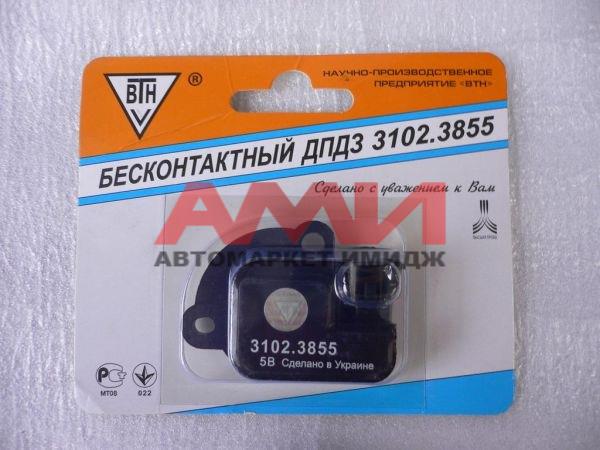 ВТН ®
НАУЧНО-ПРОИЗВОДСТВЕННОЕ
ПРЕДПРИЯТИЕ «ВТН»
БЕСКОНТАКТНЫЙ ДПДЗ 3102.3855
Сделано с уважением к Вам
АМИ
АВТОМАРКЕТ ИМИДЖ
3102.3855
5В Сделано в Украине
МТ08
022